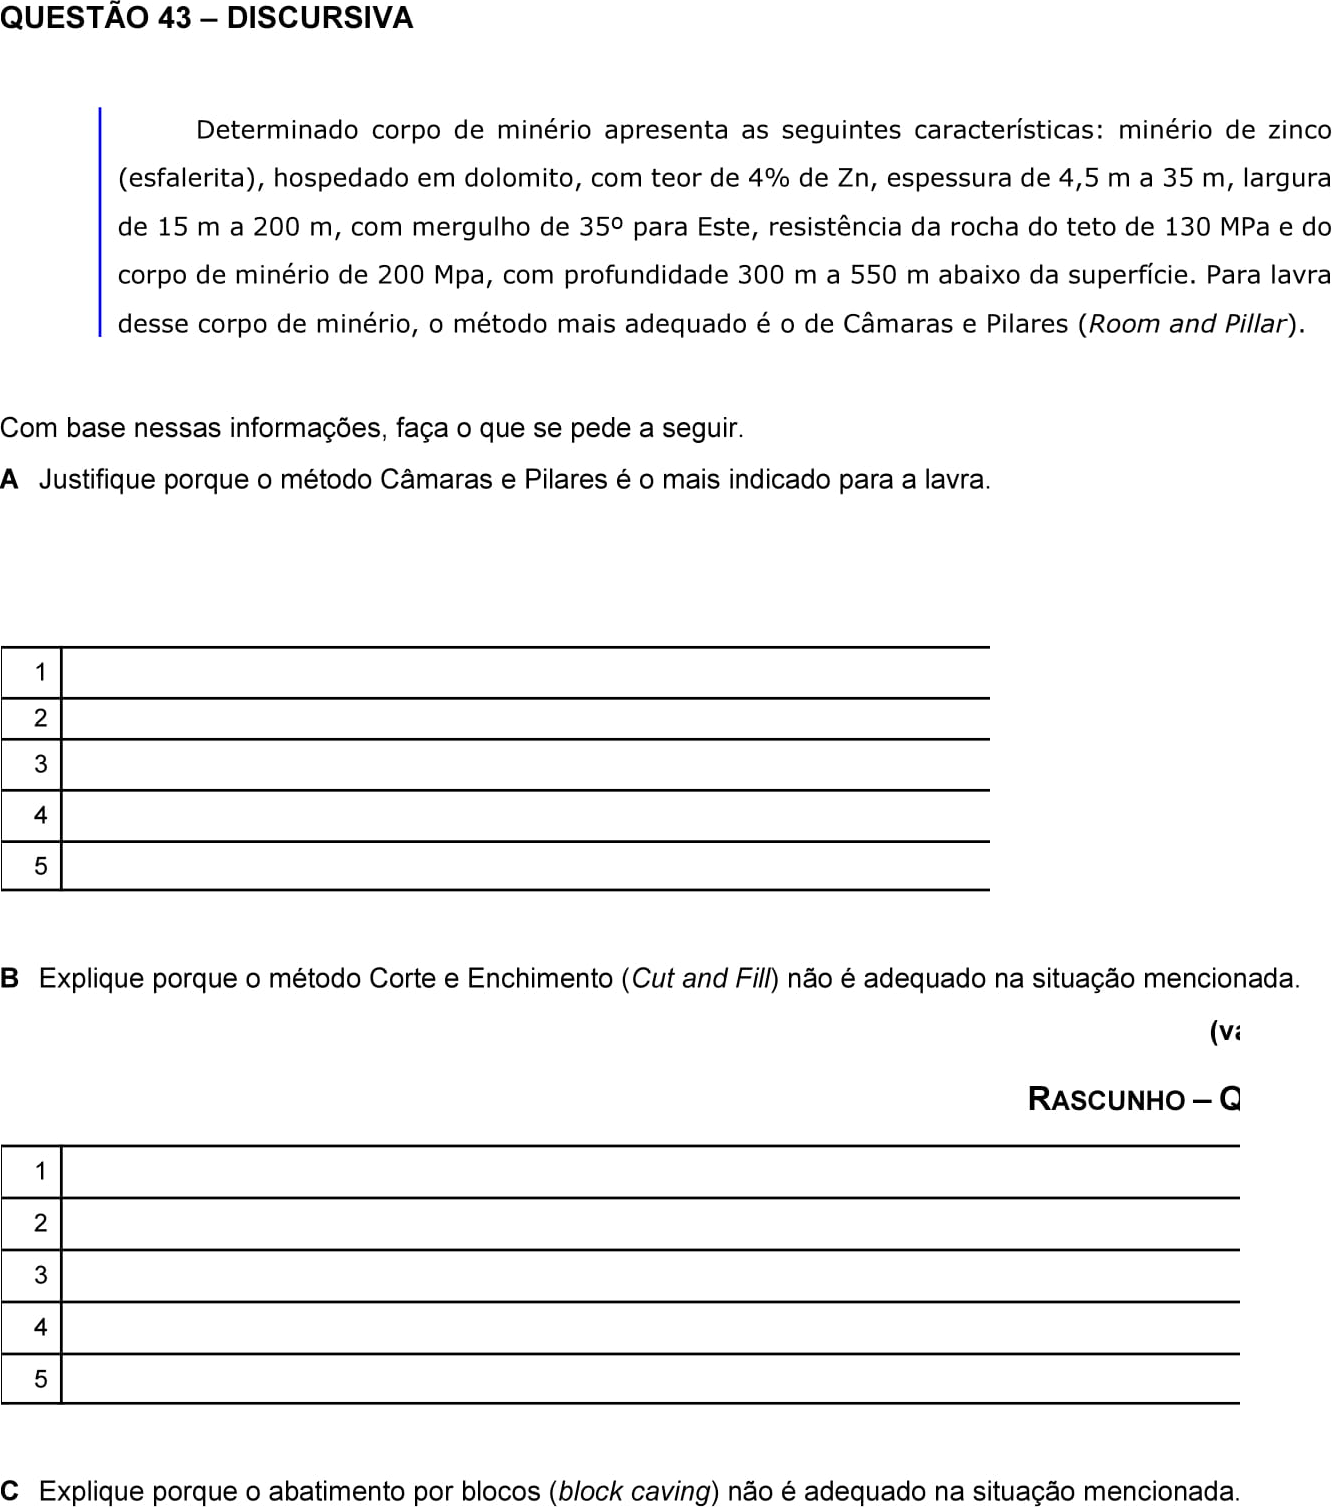 QUESTÃO 43 – DISCURSIVA
Determinado corpo de minério apresenta as seguintes características: minério de zinco
(esfalerita), hospedado em dolomito, com teor de 4% de Zn, espessura de 4,5 m a 35 m, largura
de 15 m a 200 m, com mergulho de 35º para Este, resistência da rocha do teto de 130 MPa e do
corpo de minério de 200 Mpa, com profundidade 300 m a 550 m abaixo da superfície. Para lavra
desse corpo de minério, o método mais adequado é o de Câmaras e Pilares (Room and Pillar).
Com base nessas informações, faça o que se pede a seguir.
A Justifique porque o método Câmaras e Pilares é o mais indicado para a lavra.
1
2
3
4
5
B Explique porque o método Corte e Enchimento (Cut and Fill) não é adequado na situação mencionada.
RASCUNHO –
1
2
3
4
5
C Explique porque o abatimento por blocos (block caving) não é adequado na situação mencionada.